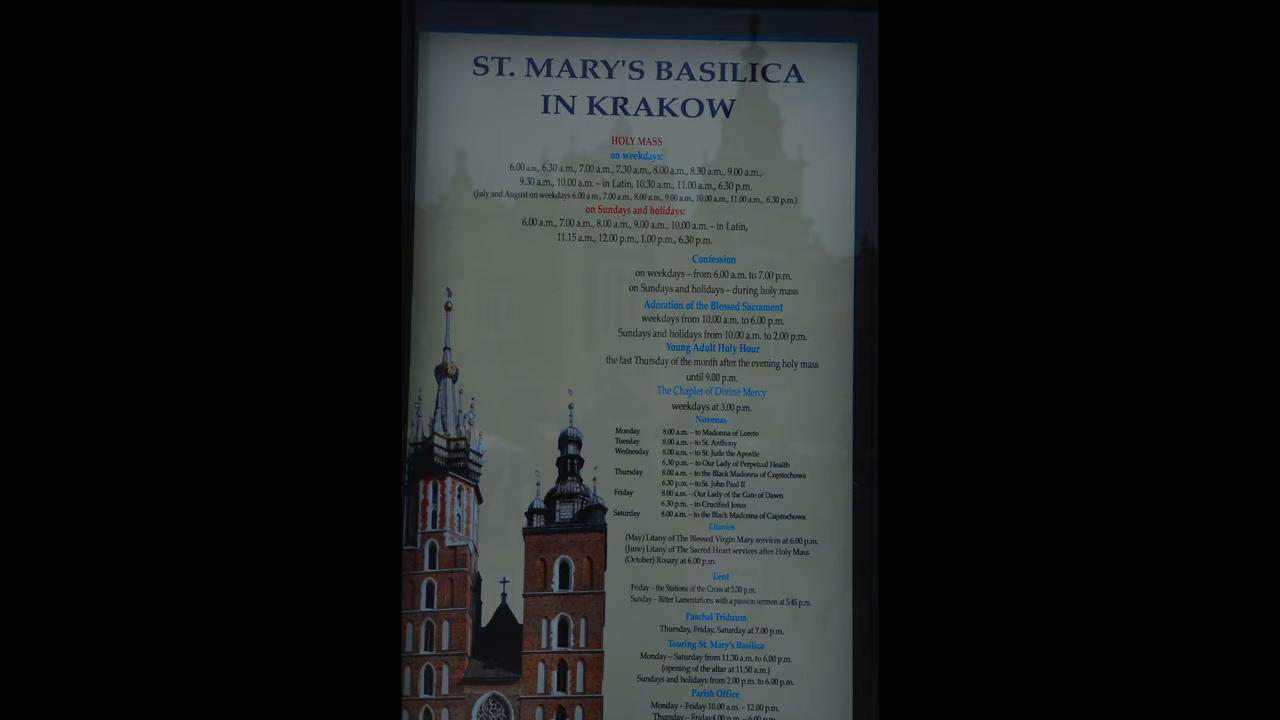 ST. MARY'S BASILICA
IN KRAKOW
HOLY MASS
on weekdays:
6.00 a.m., 6.30 a.m., 7.00 a.m., 7.30 a.m., 8.00 a.m., 8.30 a.m., 9.00 a.m.,
9.30 a.m., 10.00 a.m. – in Latin, 10.30 a.m., 11.00 a.m., 6.30 p.m.
(July and August on weekdays 6.00 a.m., 7.00 a.m., 8.00 a.m., 9.00 a.m., 10.00 a.m., 11.00 a.m., 6.30 p.m.)
on Sundays and holidays:
6.00 a.m., 7.00 a.m., 8.00 a.m., 9.00 a.m., 10.00 a.m. – in Latin,
11.15 a.m., 12.00 p.m., 1.00 p.m., 6.30 p.m.
Confession
on weekdays – from 6.00 a.m. to 7.00 p.m.
on Sundays and holidays – during holy mass
Adoration of the Blessed Sacrament
weekdays from 10.00 a.m. to 6.00 p.m.
Sundays and holidays from 10.00 a.m. to 2.00 p.m.
Young Adult Holy Hour
the last Thursday of the month after the evening holy mass
until 9.00 p.m.
The Chaplet of Divine Mercy
weekdays at 3.00 p.m.
Novenas
Monday 8.00 a.m. – to Madonna of Loreto
Tuesday 8.00 a.m. – to St. Anthony
Wednesday 8.00 a.m. – to St. Jude the Apostle
6.30 p.m. – to Our Lady of Perpetual Health
Thursday 8.00 a.m. – to the Black Madonna of Częstochowa
6.30 p.m. – to St. John Paul II
Friday 8.00 a.m. – Our Lady of the Gate of Dawn
6.30 p.m. – to Crucified Jesus
Saturday 8.00 a.m. – to the Black Madonna of Częstochowa
Litanies
(May) Litany of The Blessed Virgin Mary services at 6.00 p.m.
(June) Litany of The Sacred Heart services after Holy Mass
(October) Rosary at 6.00 p.m.
Lent
Friday – the Stations of the Cross at 5.30 p.m.
Sunday – Bitter Lamentations with a passion sermon at 5.45 p.m.
Paschal Triduum
Thursday, Friday, Saturday at 7.00 p.m.
Touring St. Mary's Basilica
Monday – Saturday from 11.30 a.m. to 6.00 p.m.
(opening of the altar at 11.50 a.m.)
Sundays and holidays from 2.00 p.m. to 6.00 p.m.
Parish Office
Monday – Friday 10.00 a.m. – 12.00 p.m.
Thursday – Friday 4.00 p.m. – 6.00 p.m.